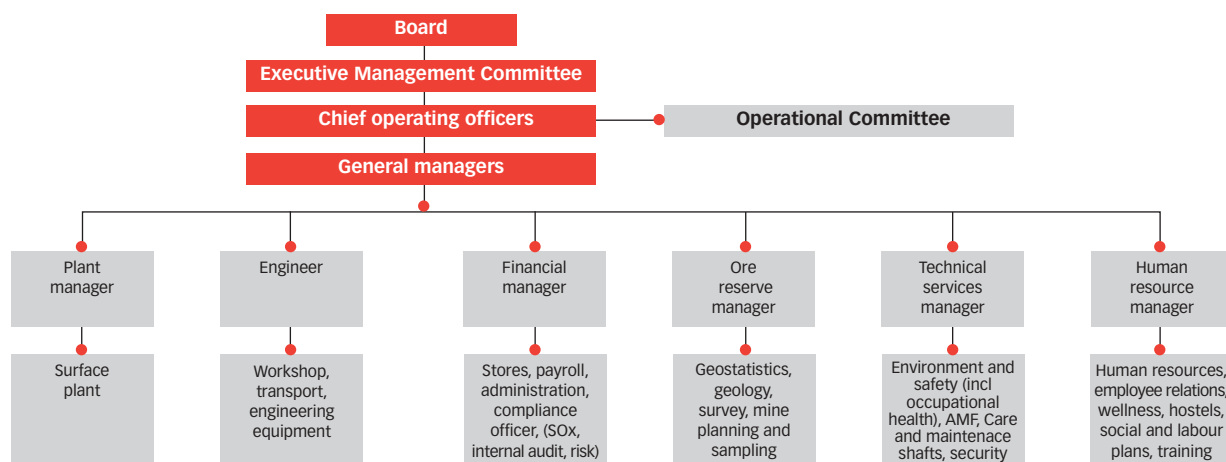 Board
Executive Management Committee
Chief operating officers
Operational Committee
General managers
Plant
manager
Engineer
Financial
manager
Ore
reserve
manager
Technical
services
manager
Human
resource
manager
Surface
plant
Workshop,
transport,
engineering
equipment
Stores, payroll,
administration,
compliance
officer, (SOx,
internal audit, risk)
Geostatistics,
geology,
survey, mine
planning and
sampling
Environment and
safety (incl
occupational
health), AMF, Care
and maintenace
shafts, security
Human resources,
employee relations,
wellness, hostels,
social and labour
plans, training